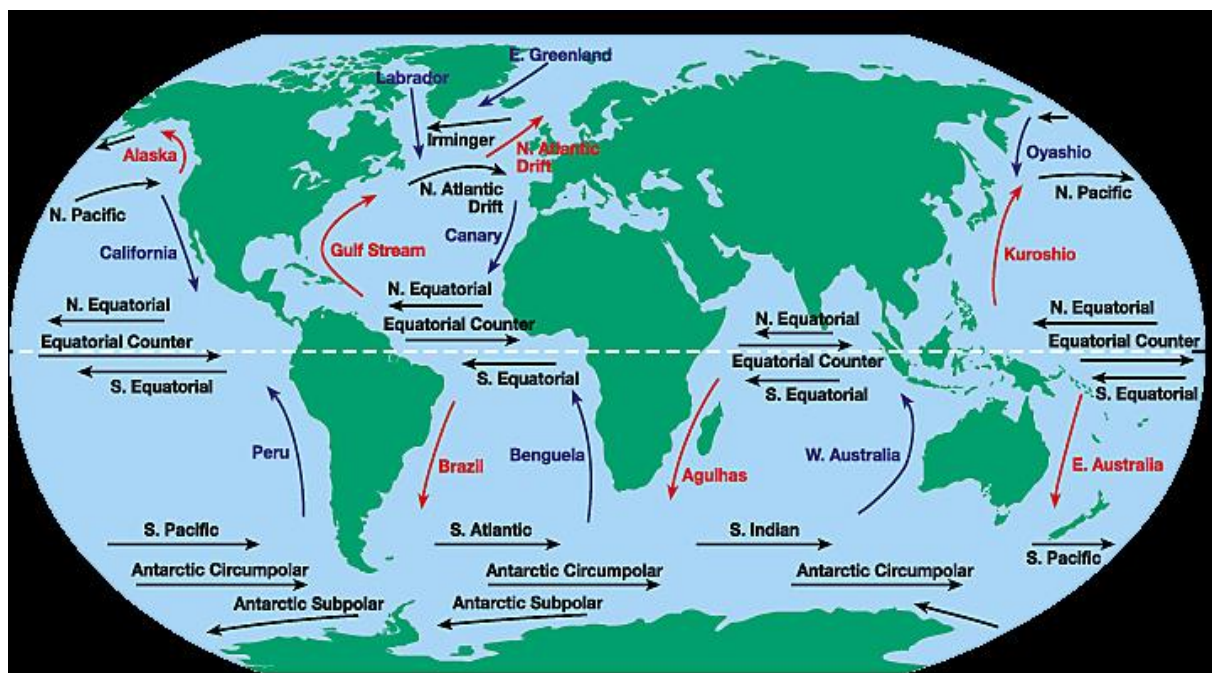 E. Greenland
Labrador
Irminger
Alaska
N. Atlantic
Drift
Oyashio
N. Pacific
N. Atlantic
Drift
N. Pacific
California
Gulf Stream
Canary
Kuroshio
N. Equatorial
N. Equatorial
N. Equatorial
N. Equatorial
Equatorial Counter
Equatorial Counter
Equatorial Counter
Equatorial Counter
S. Equatorial
S. Equatorial
S. Equatorial
S. Equatorial
Peru
Brazil
Benguela
Agulhas
W. Australia
E. Australia
S. Pacific
S. Atlantic
S. Indian
S. Pacific
Antarctic Circumpolar
Antarctic Circumpolar
Antarctic Circumpolar
Antarctic Subpolar
Antarctic Subpolar